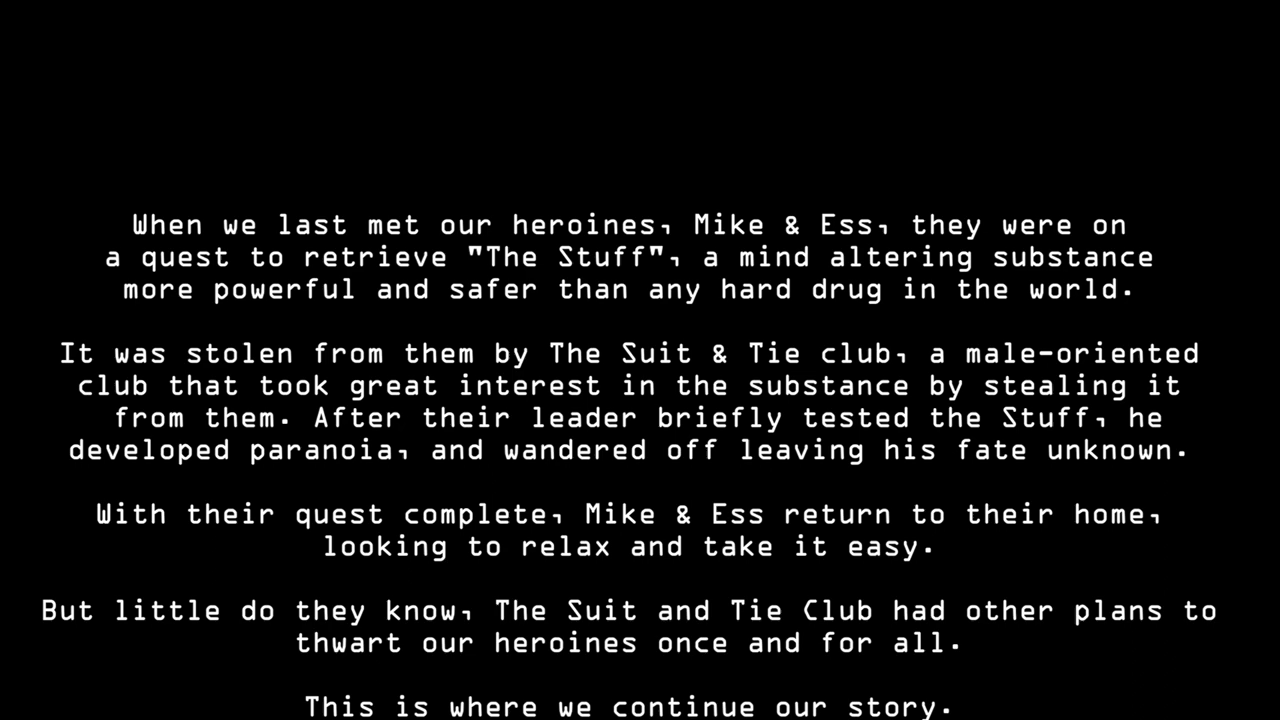 When we last met our heroines, Mike & Ess, they were on
a quest to retrieve "The Stuff", a mind altering substance
more powerful and safer than any hard drug in the world.
It was stolen from them by The Suit & Tie club, a male-oriented
club that took great interest in the substance by stealing it
from them. After their leader briefly tested the Stuff, he
developed paranoia, and wandered off leaving his fate unknown.
With their quest complete, Mike & Ess return to their home,
looking to relax and take it easy.
But little do they know, The Suit and Tie Club had other plans to
thwart our heroines once and for all.
This is where we continue our story.